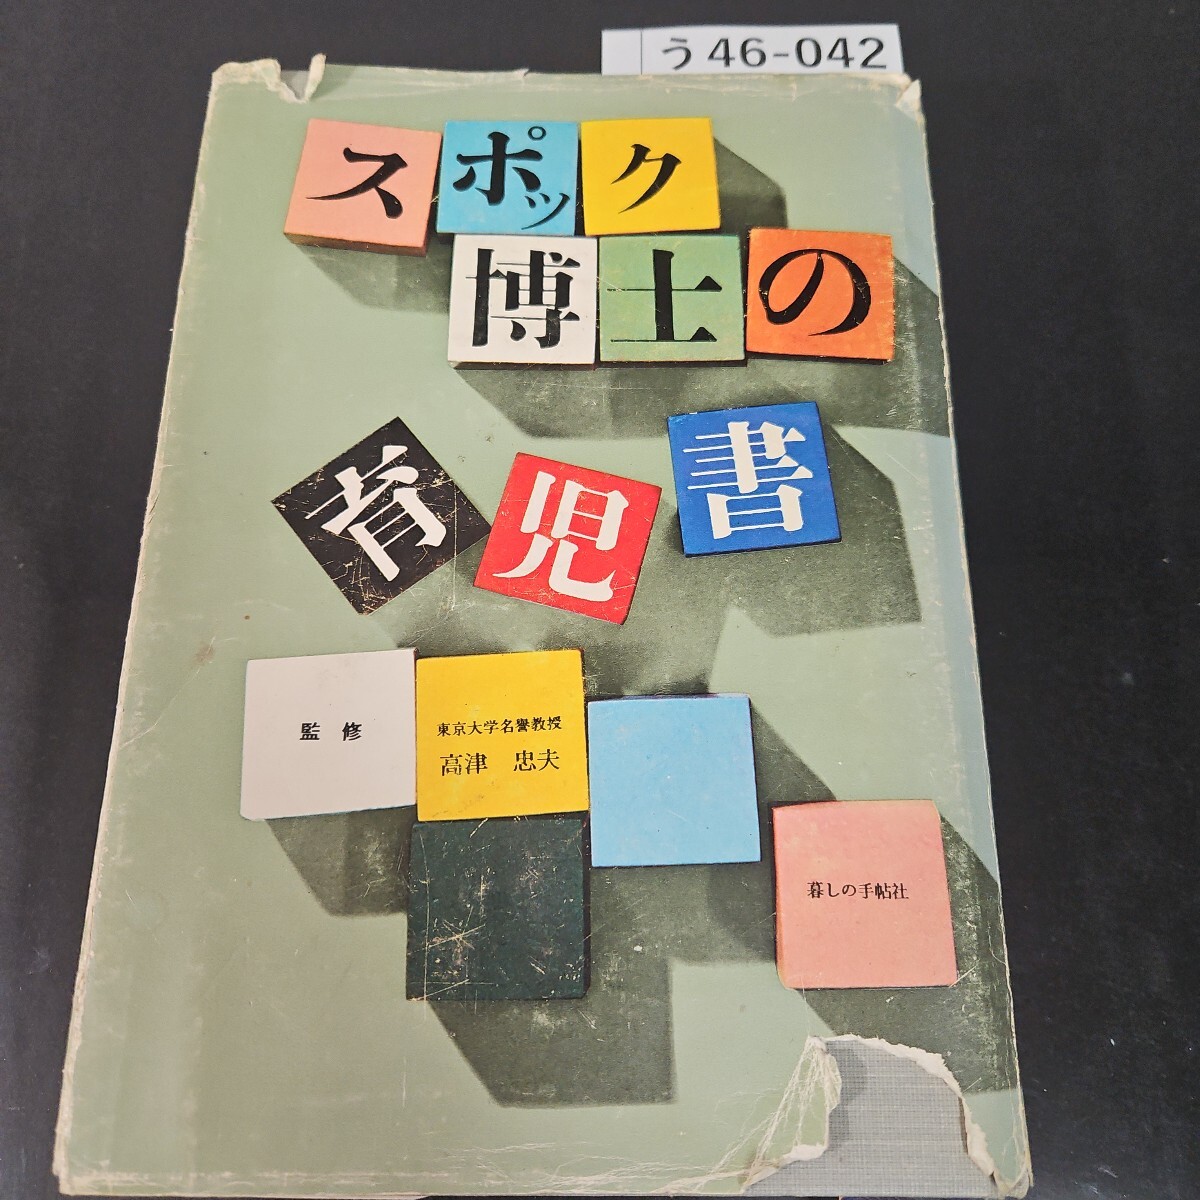 う46-042
スポック
博士の
育児書
監修
東京大学名誉教授
高津 忠夫
暮しの手帖社